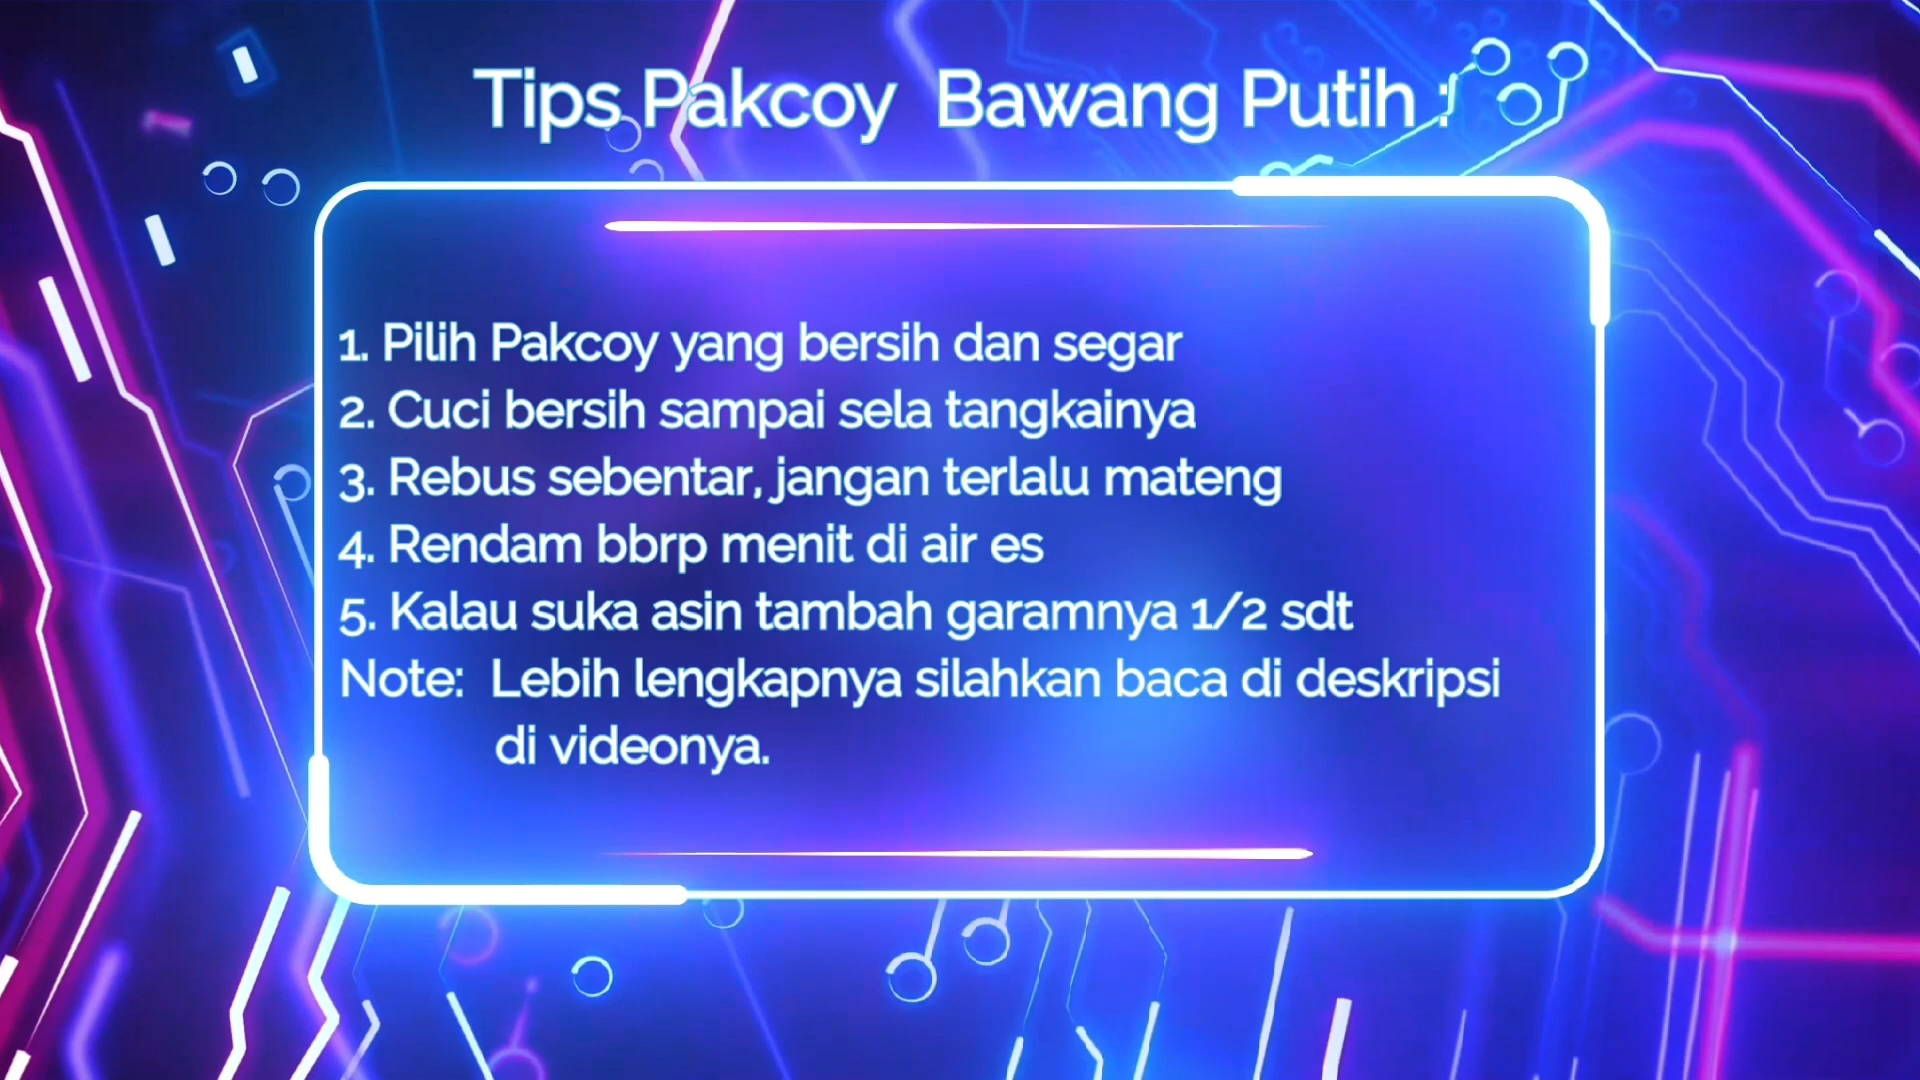 Tips Pakcoy  Bawang Putih :
1. Pilih Pakcoy yang bersih dan segar
2. Cuci bersih sampai sela tangkainya
3. Rebus sebentar, jangan terlalu mateng
4. Rendam bbrp menit di air es
5. Kalau suka asin tambah garamnya 1/2 sdt
Note:  Lebih lengkapnya silahkan baca di deskripsi
di videonya.